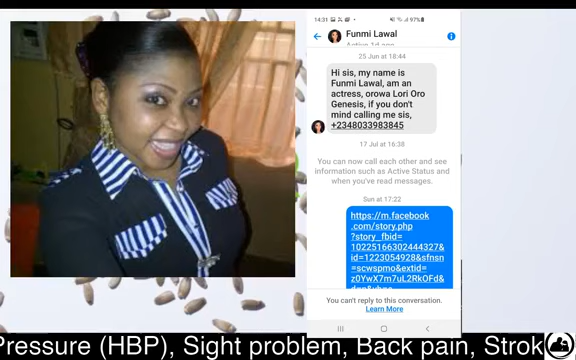 14:31
97%
Funmi Lawal
Active 1d ago
25 Jun at 18:44
Hi sis, my name is
Funmi Lawal, am an
actress, orowa Lori Oro
Genesis, if you don't
mind calling me sis,
+2348033983845
17 Jul at 16:38
You can now call each other and see
information such as Active Status and
when you've read messages.
Sun at 17:22
https://m.facebook
.com/story.php
?story_fbid=
102251663024443​27&
id=1223054928&sfnsn
=scwspmo&extid=
z0YwX7m7uL2RkOFd&
You can't reply to this conversation.
Learn More
Pressure (HBP), Sight problem, Back pain, Strok